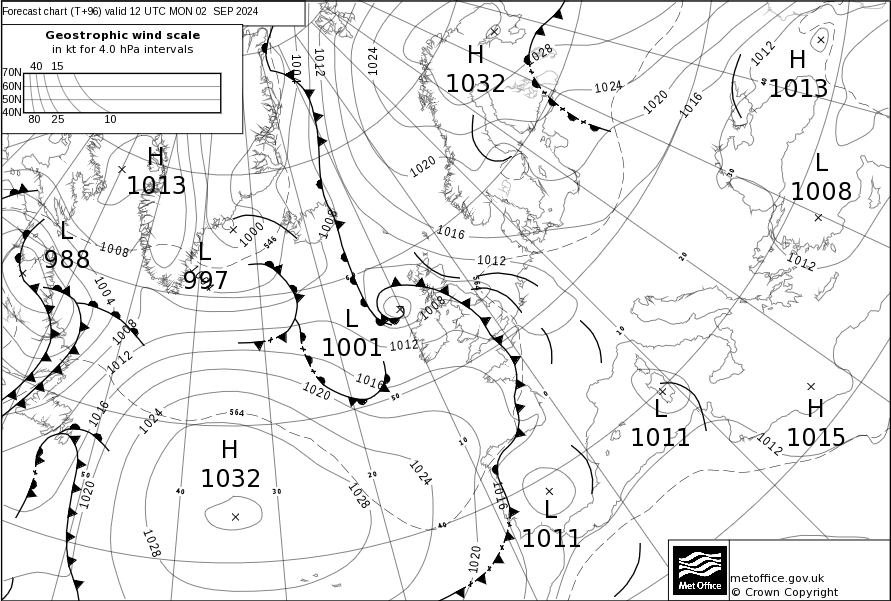 Forecast chart (T+96) valid 12 UTC MON 02 SEP 2024
Geostrophic wind scale
in kt for 4.0 hPa intervals
40 15
70N
60N
50N
40N
80 25 10
1004
1012
1024
H
1032
1028
1024
1020
1016
1012
H
1013
40
H
1013
1020
30
L
1008
L
988
1008
L
997
1000
546
1008
1016
1012
1012
20
1004
1008
1012
L
1001
1008
564
1012
10
1016
1020
50
0
L
1011
H
1015
1012
1016
1024
564
H
1032
10
20
1024
1028
40
30
50
1020
1028
1016
40
L
1011
1020
Met Office
metoffice.gov.uk
© Crown Copyright